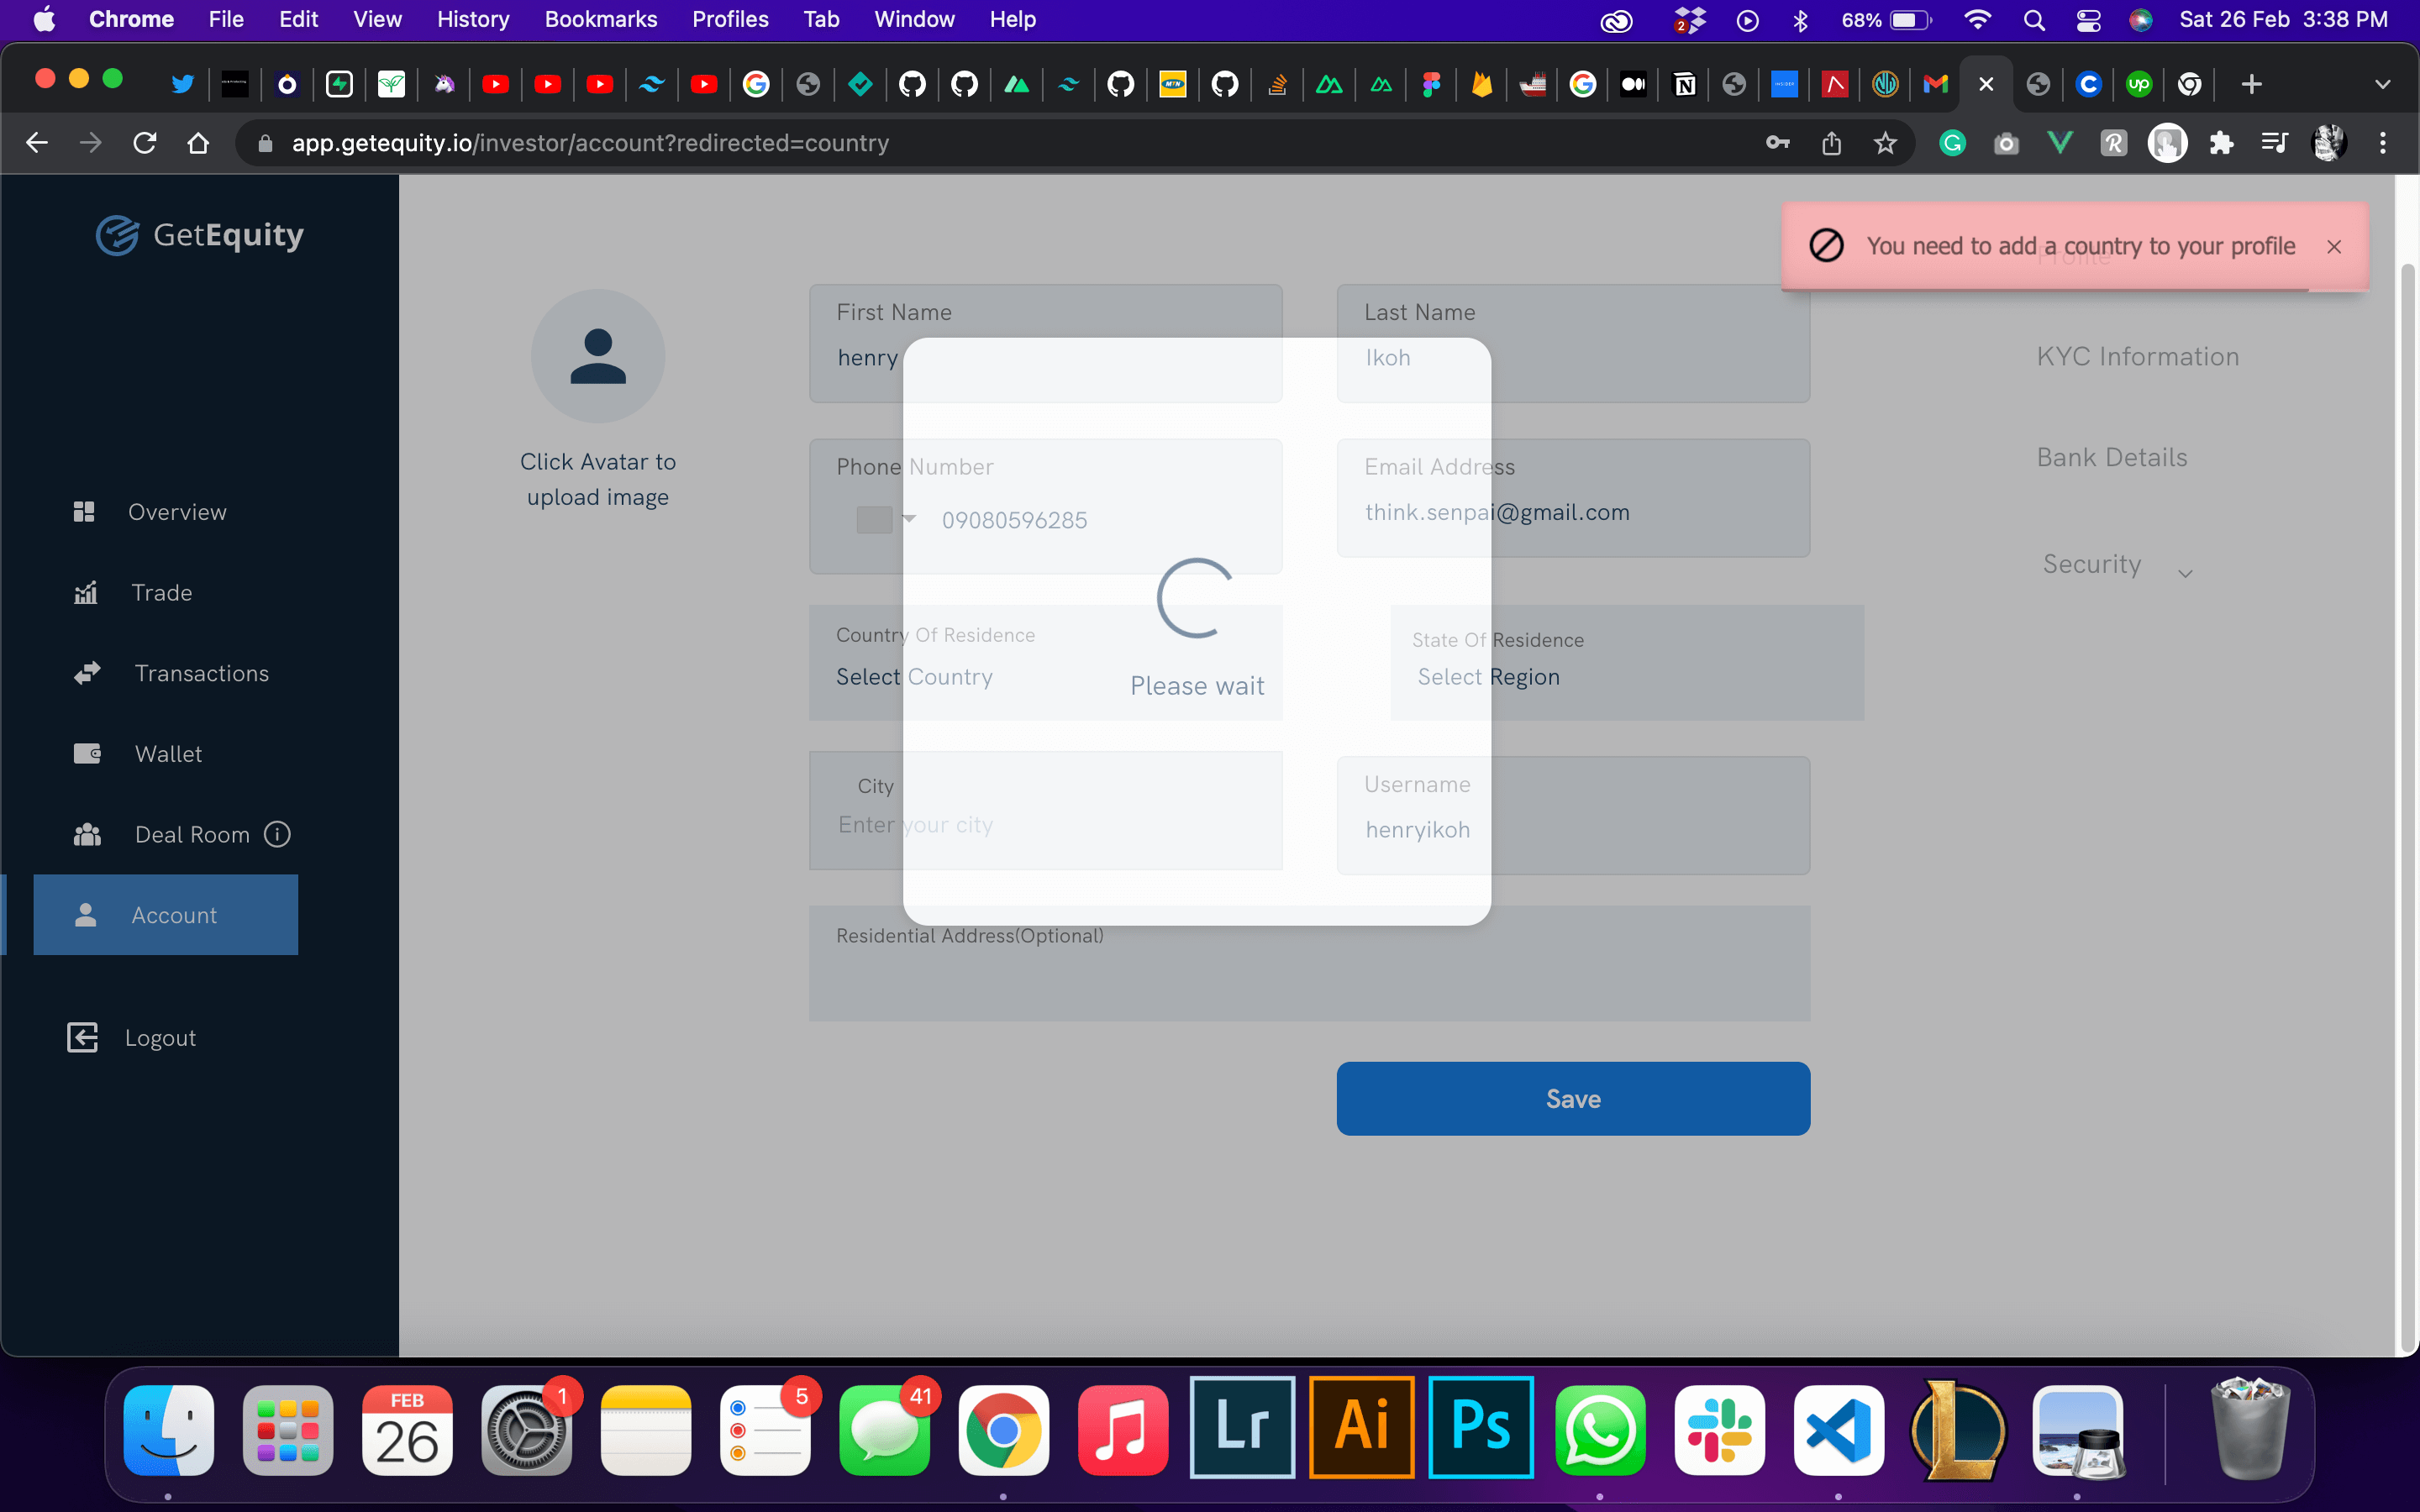 Chrome File Edit View History Bookmarks Profiles Tab Window Help
2
68%
Sat 26 Feb 3:38 PM
app.getequity.io/investor/account?redirected=country
GetEquity
You need to add a country to your profile
Profile
KYC Information
Bank Details
Security
Overview
Trade
Transactions
Wallet
Deal Room
Account
Logout
Click Avatar to
upload image
First Name
henry
Last Name
Ikoh
Phone Number
09080596285
Email Address
think.senpai@gmail.com
Country Of Residence
Select Country
State Of Residence
Select Region
Please wait
City
Enter your city
Username
henryikoh
Residential Address(Optional)
Save
FEB
26
1
5
41
Lr
Ai
Ps